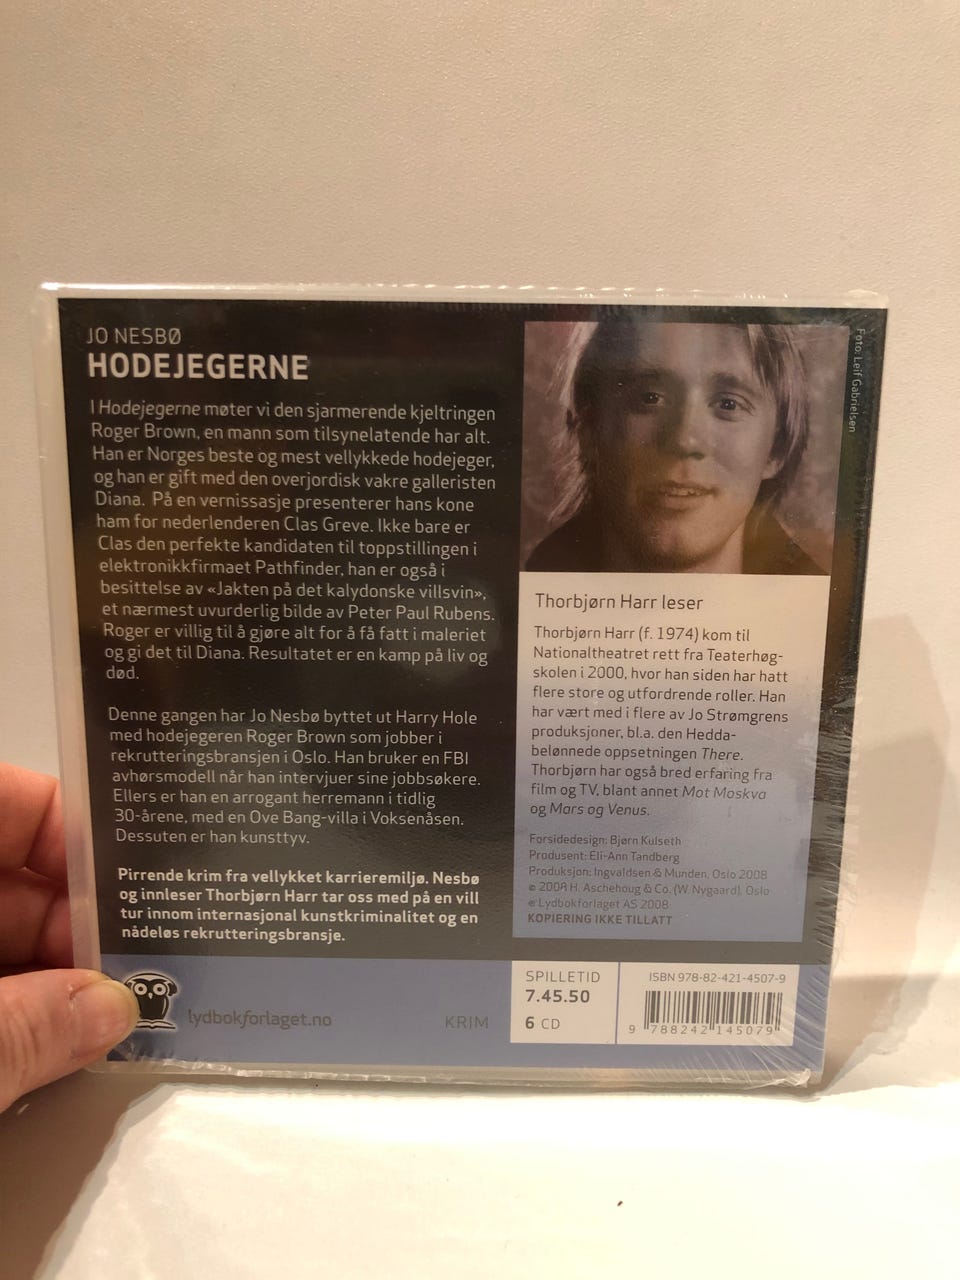 JO NESBØ
HODEJEGERNE
I Hodejegerne møter vi den sjarmerende kjeltringen
Roger Brown, en mann som tilsynelatende har alt.
Han er Norges beste og mest vellykkede hodejeger,
og han er gift med den overjordisk vakre galleristen
Diana. På en vernissasje presenterer hans kone
ham for nederlenderen Clas Greve. Ikke bare er
Clas den perfekte kandidaten til toppstillingen i
elektronikkfirmaet Pathfinder, han er også i
besittelse av «Jakten på det kalydonske villsvin»,
et nærmest uvurderlig bilde av Peter Paul Rubens.
Roger er villig til å gjøre alt for å få fatt i maleriet
og gi det til Diana. Resultatet er en kamp på liv og
død.
Denne gangen har Jo Nesbø byttet ut Harry Hole
med hodejegeren Roger Brown som jobber i
rekrutteringsbransjen i Oslo. Han bruker en FBI
avhørsmodell når han intervjuer sine jobbsøkere.
Ellers er han en arrogant herremann i tidlig
30-årene, med en Ove Bang-villa i Voksenåsen.
Dessuten er han kunsttyv.
Pirrende krim fra vellykket karrieremiljø. Nesbø
og innleser Thorbjørn Harr tar oss med på en vill
tur innom internasjonal kunstkriminalitet og en
nådeløs rekrutteringsbransje.
lydbokforlaget.no
KRIM
Foto: Leif Gabrielsen
Thorbjørn Harr leser
Thorbjørn Harr (f. 1974) kom til
Nationaltheatret rett fra Teaterhøg-
skolen i 2000, hvor han siden har hatt
flere store og utfordrende roller. Han
har vært med i flere av Jo Strømgrens
produksjoner, bl.a. den Hedda-
belønnede oppsetningen There.
Thorbjørn har også bred erfaring fra
film og TV, blant annet Mot Moskva
og Mars og Venus.
Forsidedesign: Bjørn Kulseth
Produsent: Eli-Ann Tandberg
Produksjon: Ingvaldsen & Munden, Oslo 2008
© 2008 H. Aschehoug & Co. (W. Nygaard), Oslo
℗ Lydbokforlaget AS 2008
KOPIERING IKKE TILLATT
SPILLETID
7.45.50
6 CD
ISBN 978-82-421-4507-9
9 788242 145079